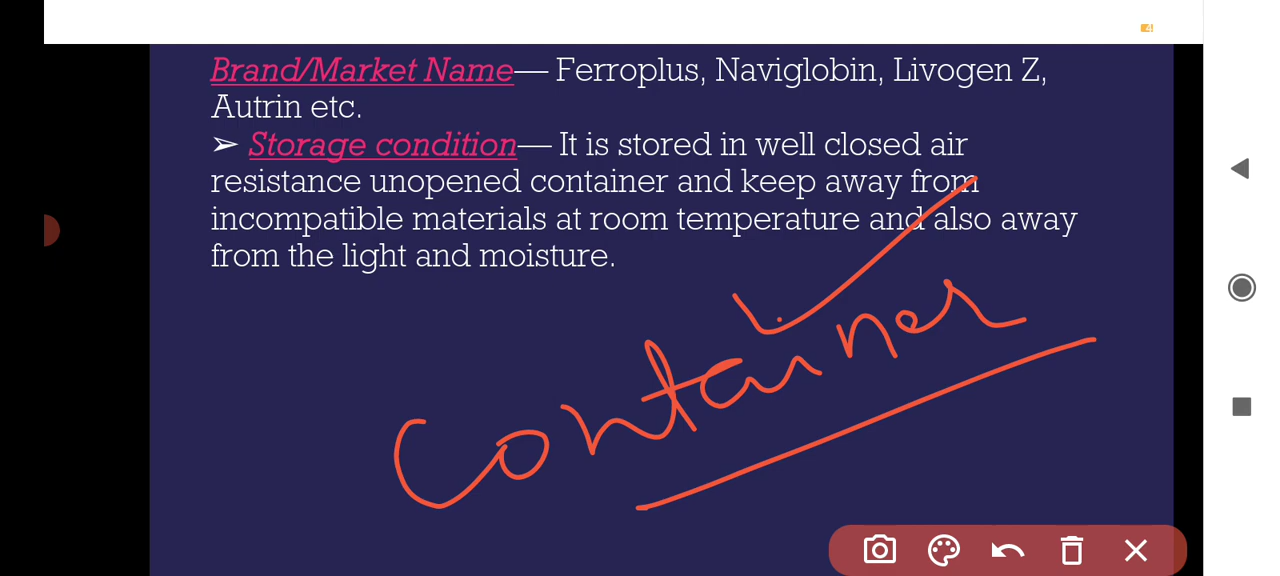 Brand/Market Name— Ferroplus, Naviglobin, Livogen Z,
Autrin etc.
➢ Storage condition— It is stored in well closed air
resistance unopened container and keep away from
incompatible materials at room temperature and also away
from the light and moisture.
Container